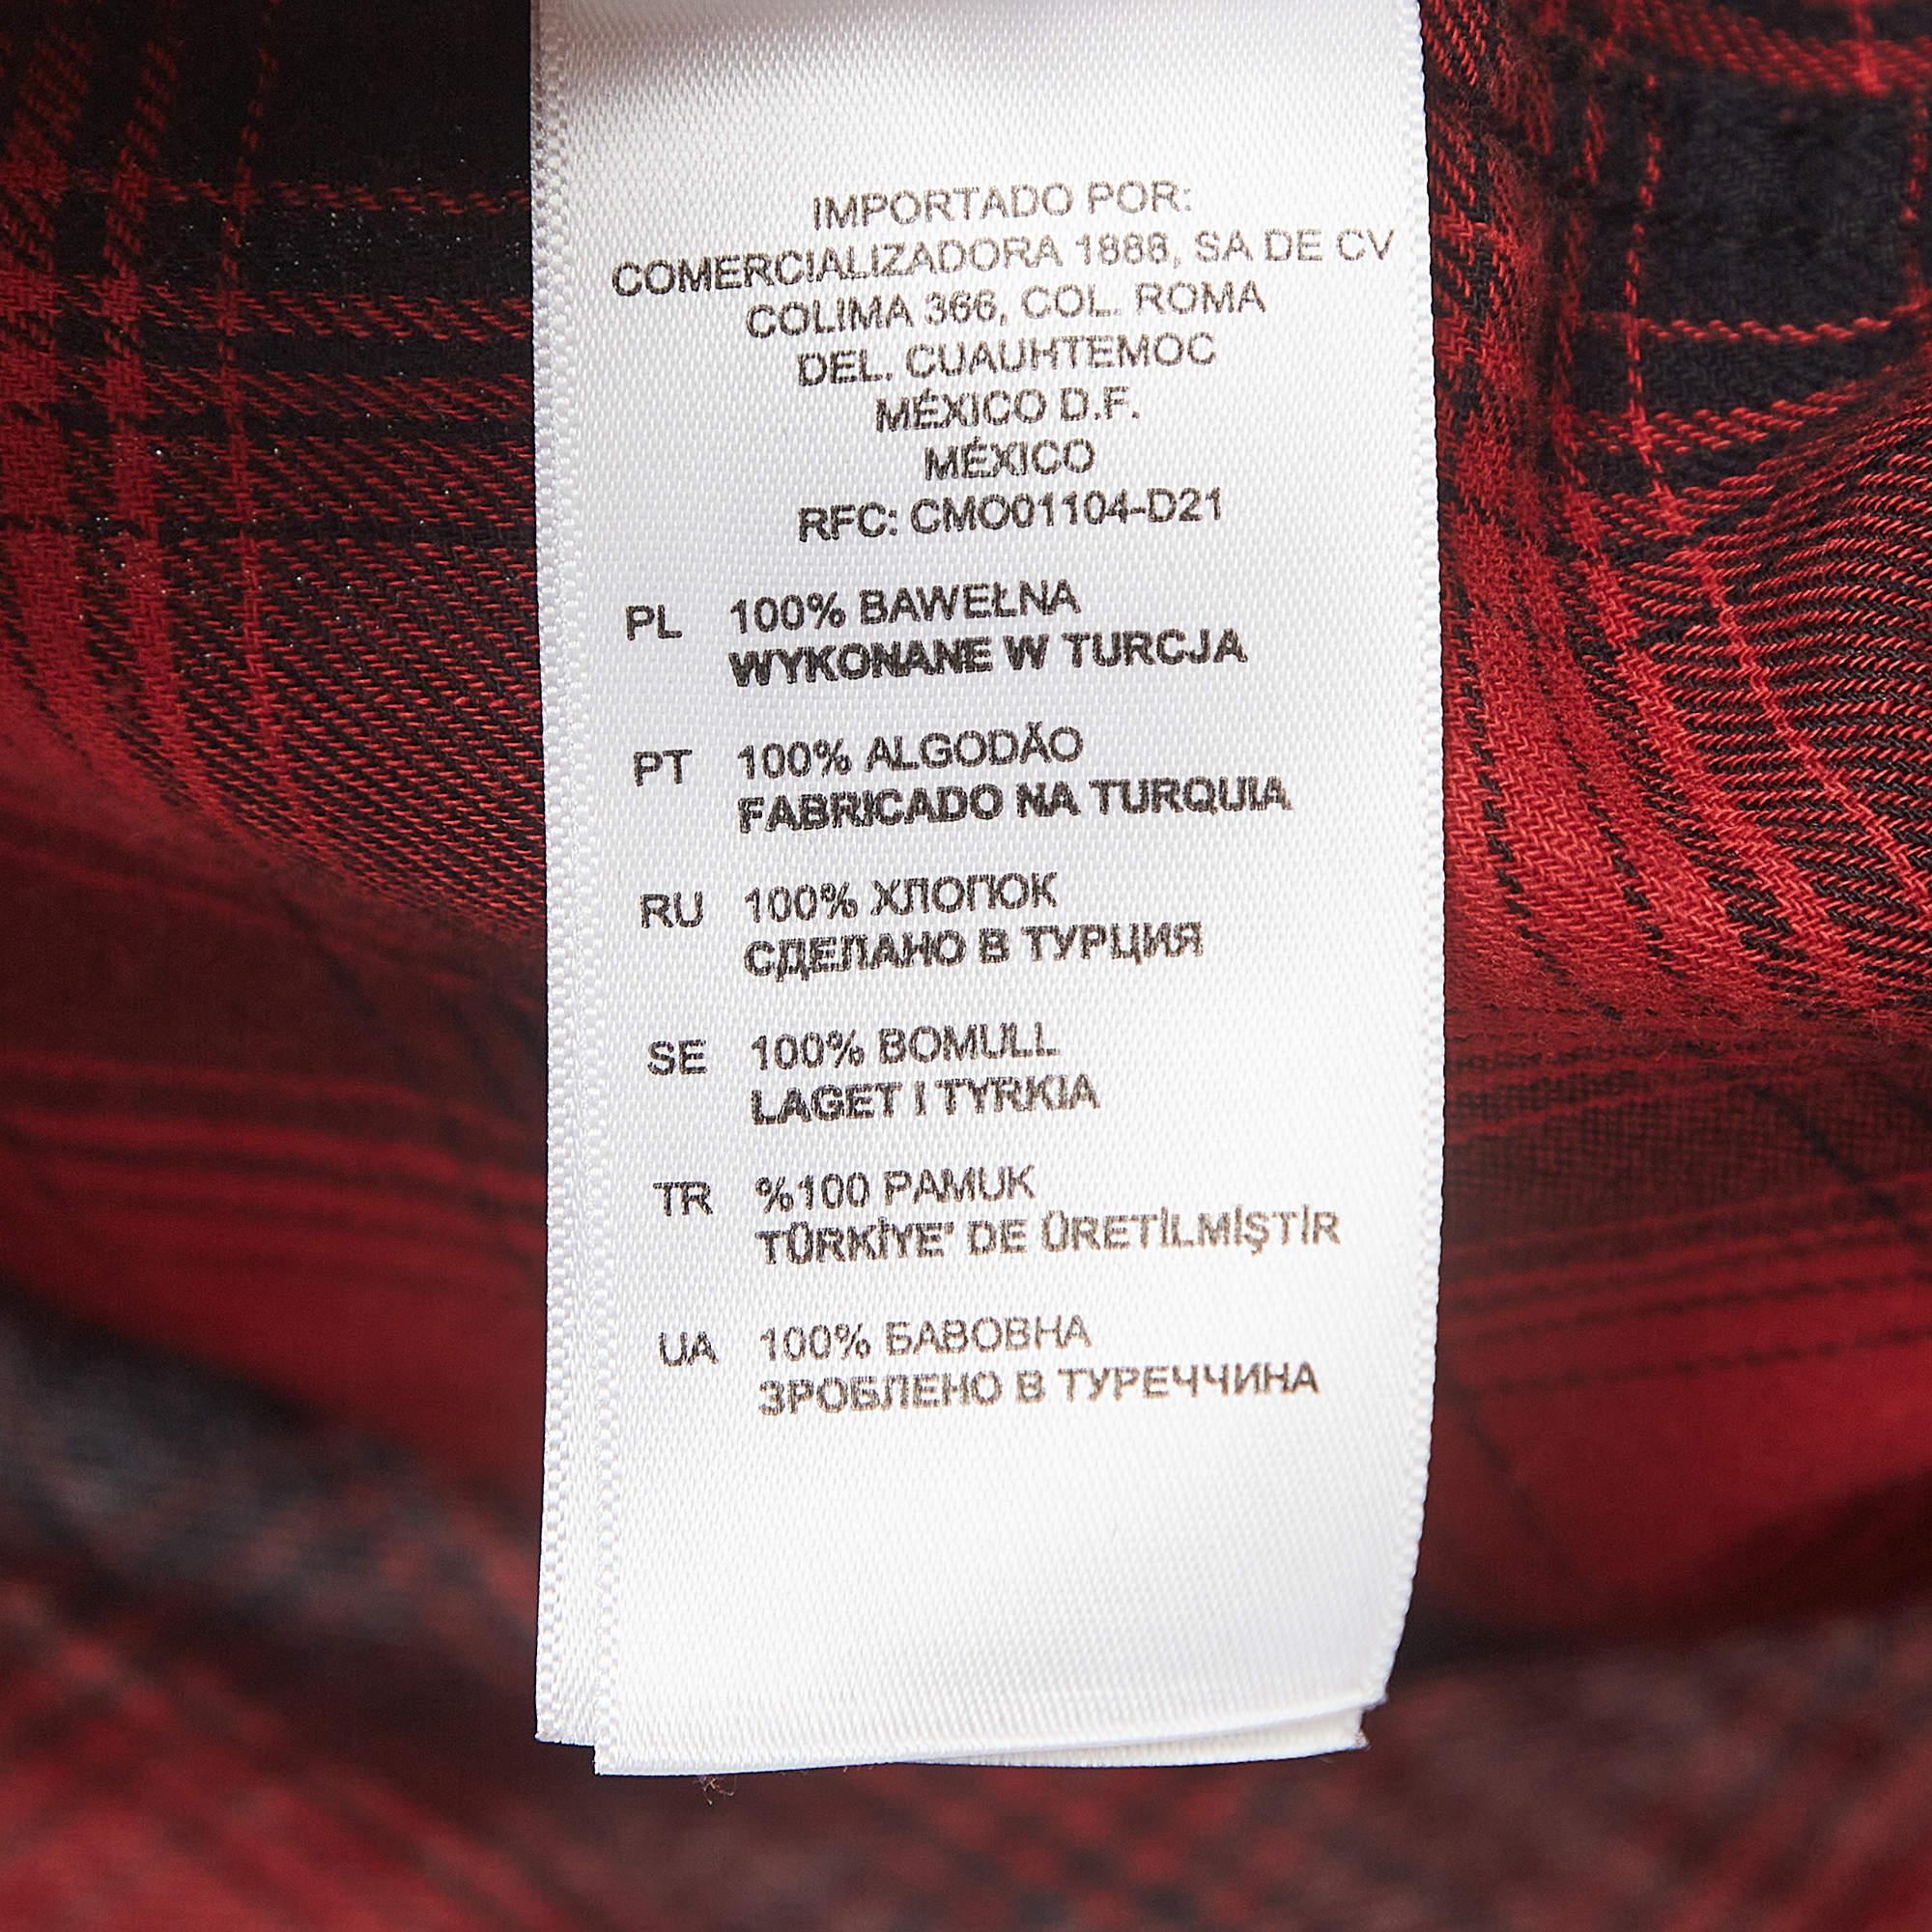 IMPORTADO POR:
COMERCIALIZADORA 1888, SA DE CV
COLIMA 366, COL. ROMA
DEL. CUAUHTEMOC
MÉXICO D.F.
MÉXICO
RFC: CMO01104-D21
PL 100% BAWEŁNA
WYKONANE W TURCJA
PT 100% ALGODÃO
FABRICADO NA TURQUIA
RU 100% ХЛОПОК
СДЕЛАНО В ТУРЦИЯ
SE 100% BOMULL
LAGET I TYRKIA
TR %100 PAMUK
TÜRKİYE' DE ÜRETİLMİŞTİR
UA 100% БАВОВНА
ЗРОБЛЕНО В ТУРЕЧЧИНА